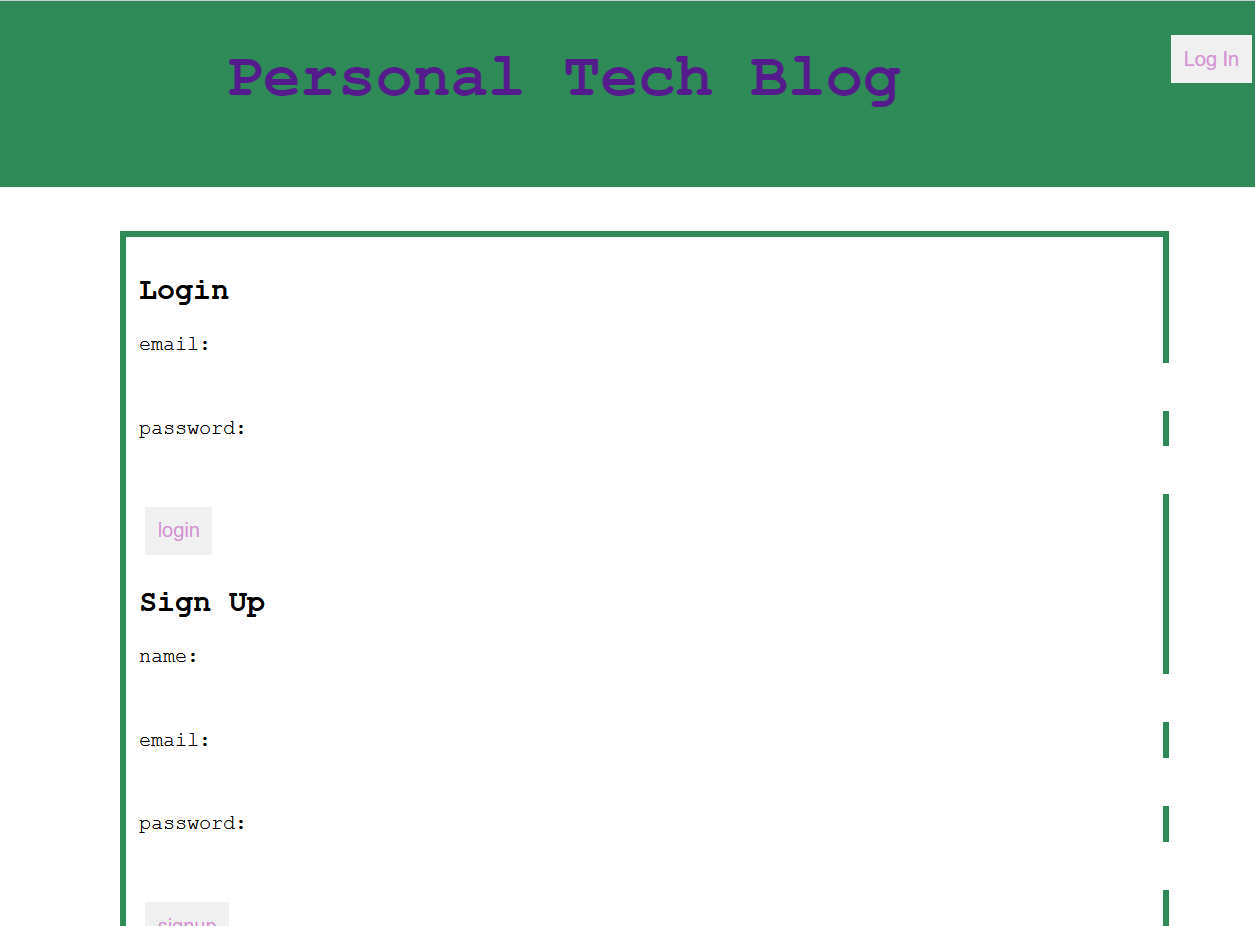 Personal Tech Blog
Log In
Login
email:
password:
login
Sign Up
name:
email:
password:
signup